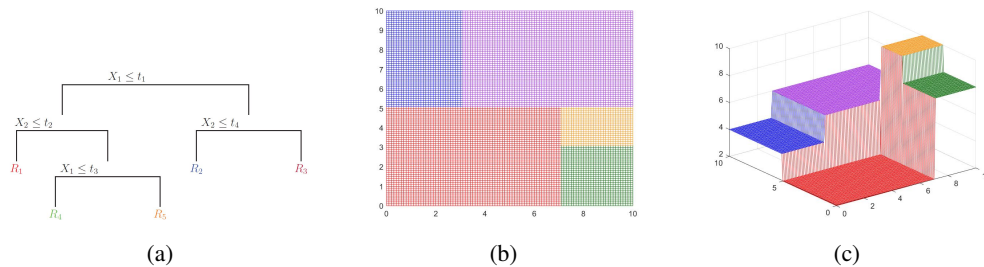 X₁ ≤ t₁
X₂ ≤ t₂
X₂ ≤ t₄
R₁
X₁ ≤ t₃
R₂
R₃
R₄
R₅
(a)
10
9
8
7
6
5
4
3
2
1
0
0 2 4 6 8 10
(b)
10
8
6
4
2
10
5
0
0
2
4
6
8
(c)